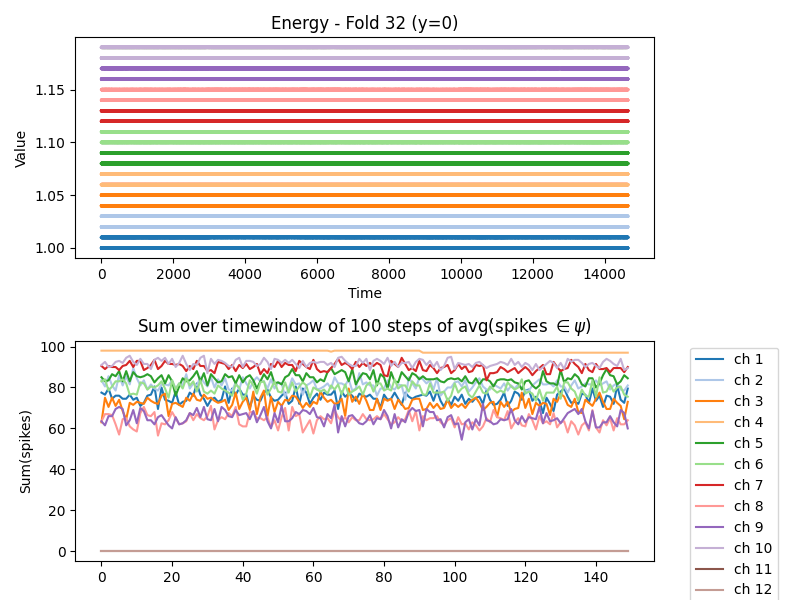 Energy - Fold 32 (y=0)
1.15
1.10
1.05
1.00
Value
0 2000 4000 6000 8000 10000 12000 14000
Time
Sum over timewindow of 100 steps of avg(spikes ∈ ψ)
100
80
60
40
20
0
Sum(spikes)
0 20 40 60 80 100 120 140
ch 1
ch 2
ch 3
ch 4
ch 5
ch 6
ch 7
ch 8
ch 9
ch 10
ch 11
ch 12